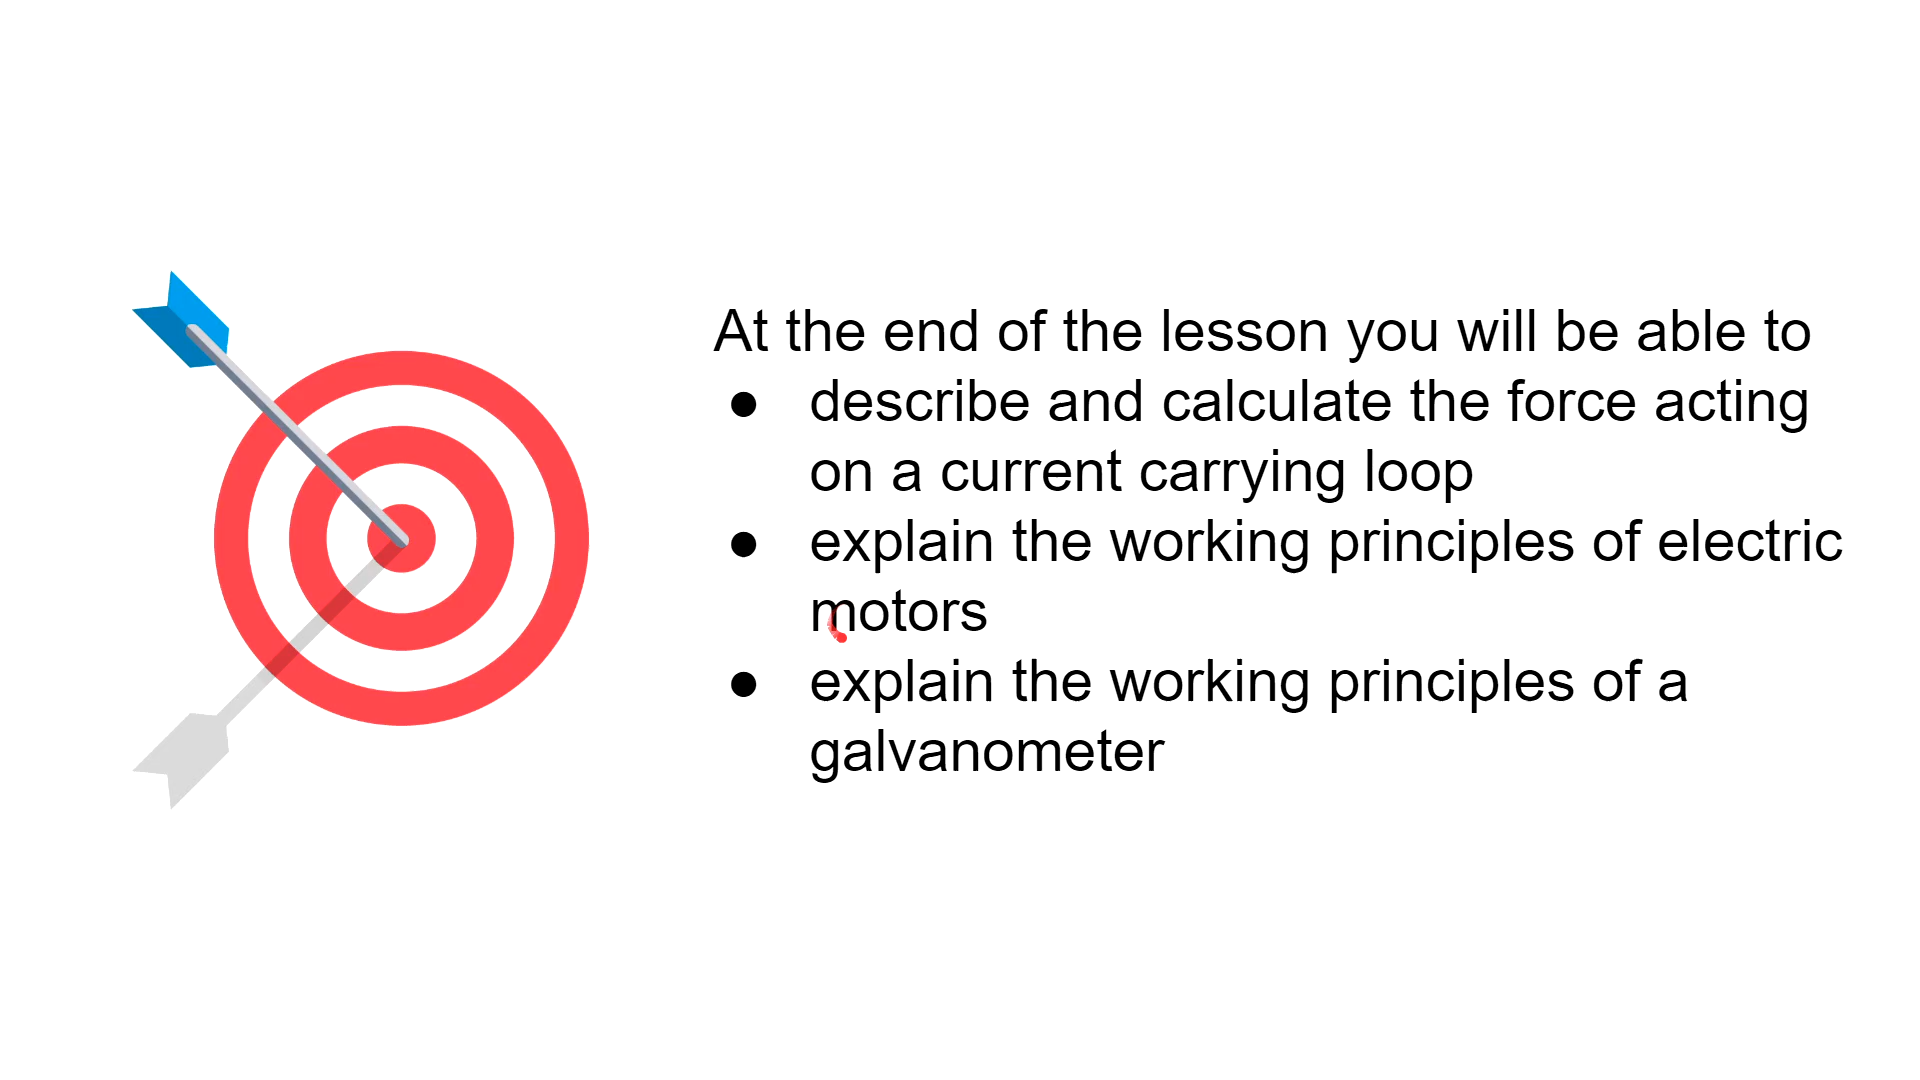 At the end of the lesson you will be able to
● describe and calculate the force acting
on a current carrying loop
● explain the working principles of electric
motors
● explain the working principles of a
galvanometer